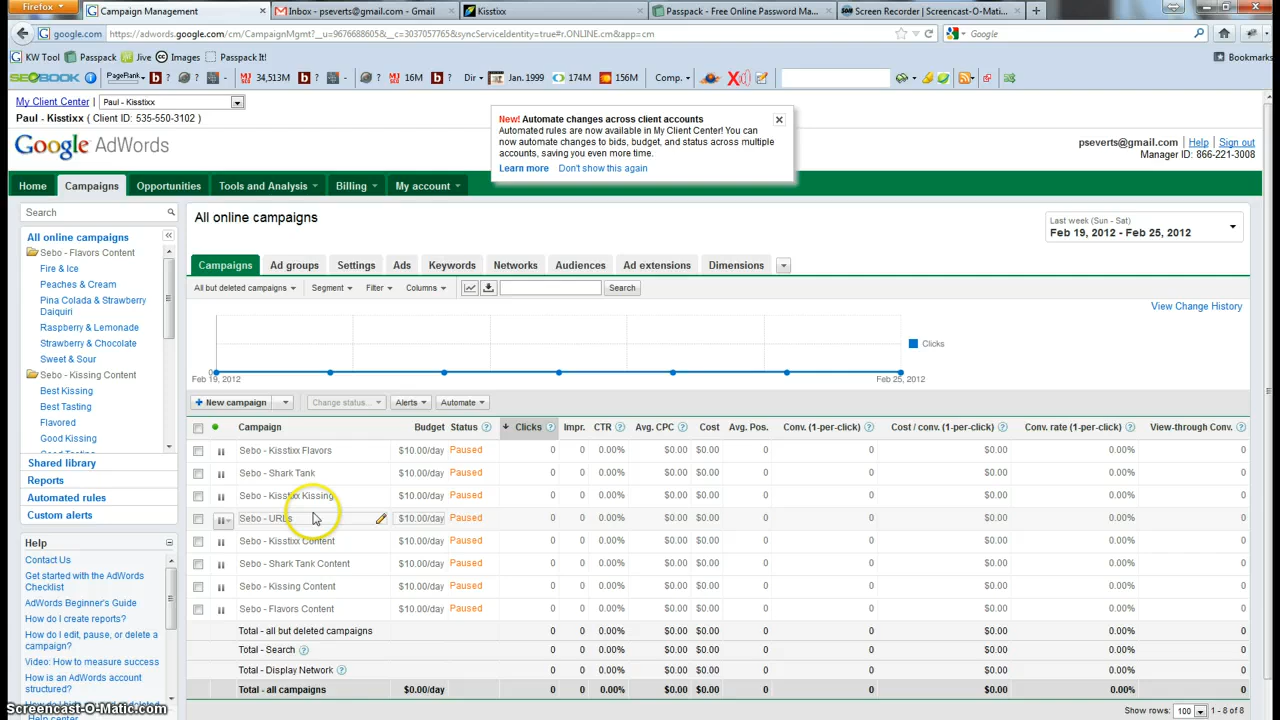 Firefox
Campaign Management
Inbox - pseverts@gmail.com - Gmail
Kisstixx
Passpack - Free Online Password Ma...
Screen Recorder | Screencast-O-Mati...
google.com https://adwords.google.com/cm/CampaignMgmt?__u=9676688605&__c=3037057765&syncServiceIdentity=true#r.ONLINE.cm&app=cm
Google
KW Tool Passpack Live Images Passpack It! Bookmarks
SEOBOOK PageRank 34,513M 16M Dir Jan.1999 174M 156M Comp.
My Client Center | Paul - Kisstixx
Paul - Kisstixx ( Client ID: 535-550-3102 )
New! Automate changes across client accounts
Automated rules are now available in My Client Center! You can
now automate changes to bids, budget, and status across multiple
accounts, saving you even more time.
Learn more Don't show this again
Google AdWords
pseverts@gmail.com | Help | Sign out
Manager ID: 866-221-3008
Home Campaigns Opportunities Tools and Analysis Billing My account
Search
All online campaigns
Sebo - Flavors Content
Fire & Ice
Peaches & Cream
Pina Colada & Strawberry
Daiquiri
Raspberry & Lemonade
Strawberry & Chocolate
Sweet & Sour
Sebo - Kissing Content
Best Kissing
Best Tasting
Flavored
Good Kissing
Shared library
Reports
Automated rules
Custom alerts
Help
Contact Us
Get started with the AdWords
Checklist
AdWords Beginner's Guide
How do I create reports?
How do I edit, pause, or delete a
campaign?
Video: How to measure success
How is an AdWords account
structured?
All online campaigns
Last week (Sun - Sat)
Feb 19, 2012 - Feb 25, 2012
Campaigns Ad groups Settings Ads Keywords Networks Audiences Ad extensions Dimensions
All but deleted campaigns Segment Filter Columns Search
View Change History
Clicks
0
Feb 19, 2012 Feb 25, 2012
+ New campaign Change status... Alerts Automate
Campaign Budget Status Clicks Impr. CTR Avg. CPC Cost Avg. Pos. Conv. (1-per-click) Cost / conv. (1-per-click) Conv. rate (1-per-click) View-through Conv.
Sebo - Kisstixx Flavors $10.00/day Paused 0 0 0.00% $0.00 $0.00 0 0 $0.00 0.00% 0
Sebo - Shark Tank $10.00/day Paused 0 0 0.00% $0.00 $0.00 0 0 $0.00 0.00% 0
Sebo - Kisstixx Kissing $10.00/day Paused 0 0 0.00% $0.00 $0.00 0 0 $0.00 0.00% 0
Sebo - URLs $10.00/day Paused 0 0 0.00% $0.00 $0.00 0 0 $0.00 0.00% 0
Sebo - Kisstixx Content $10.00/day Paused 0 0 0.00% $0.00 $0.00 0 0 $0.00 0.00% 0
Sebo - Shark Tank Content $10.00/day Paused 0 0 0.00% $0.00 $0.00 0 0 $0.00 0.00% 0
Sebo - Kissing Content $10.00/day Paused 0 0 0.00% $0.00 $0.00 0 0 $0.00 0.00% 0
Sebo - Flavors Content $10.00/day Paused 0 0 0.00% $0.00 $0.00 0 0 $0.00 0.00% 0
Total - all but deleted campaigns 0 0 0.00% $0.00 $0.00 0 0 $0.00 0.00% 0
Total - Search 0 0 0.00% $0.00 $0.00 0 0 $0.00 0.00% 0
Total - Display Network 0 0 0.00% $0.00 $0.00 0 0 $0.00 0.00% 0
Total - all campaigns $0.00/day 0 0 0.00% $0.00 $0.00 0 0 $0.00 0.00% 0
Show rows: 100 1 - 8 of 8
Screencast-O-Matic.com
Help center